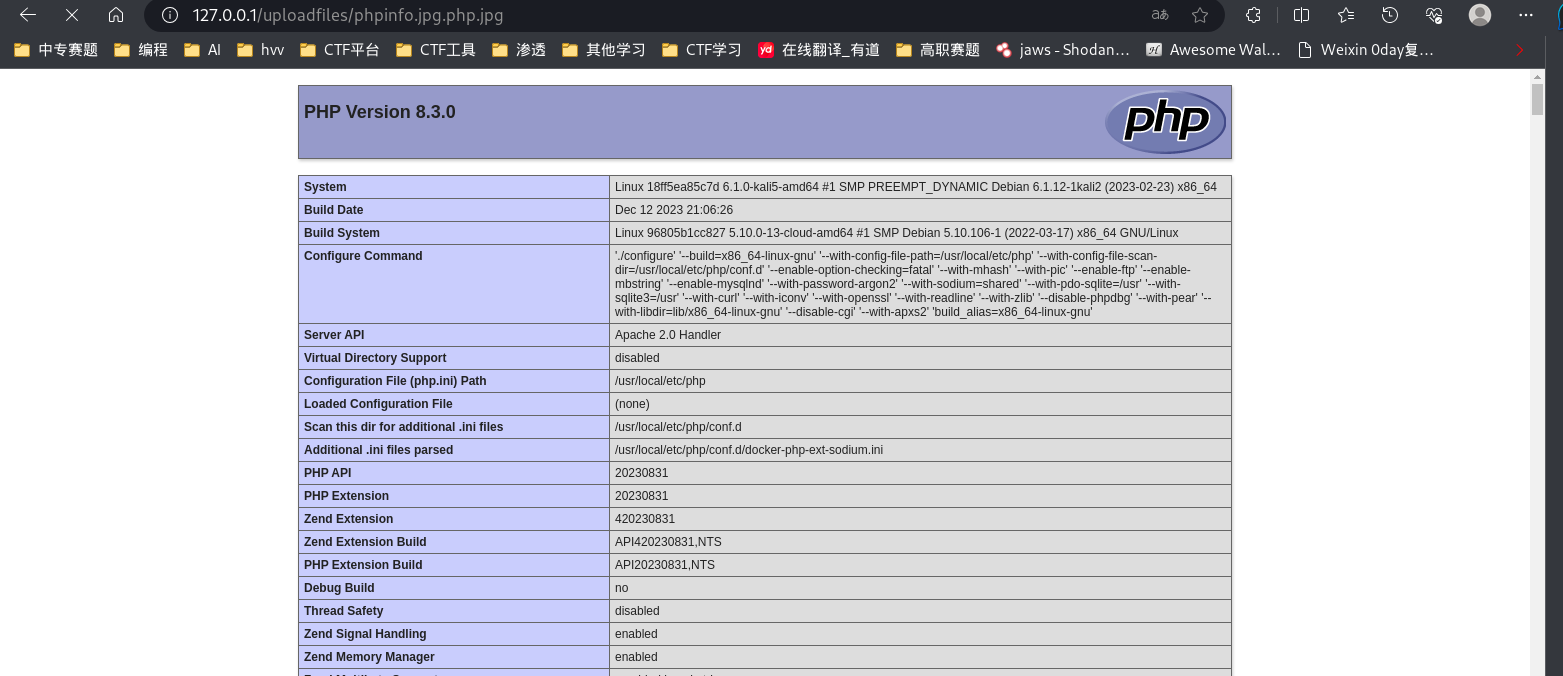 127.0.0.1/uploadfiles/phpinfo.jpg.php.jpg
中专赛题 编程 AI hvv CTF平台 CTF工具 渗透 其他学习 CTF学习 yd 在线翻译_有道 高职赛题 jaws - Shodan... Awesome Wal... Weixin 0day复...
PHP Version 8.3.0
php
System Linux 18ff5ea85c7d 6.1.0-kali5-amd64 #1 SMP PREEMPT_DYNAMIC Debian 6.1.12-1kali2 (2023-02-23) x86_64
Build Date Dec 12 2023 21:06:26
Build System Linux 96805b1cc827 5.10.0-13-cloud-amd64 #1 SMP Debian 5.10.106-1 (2022-03-17) x86_64 GNU/Linux
Configure Command './configure' '--build=x86_64-linux-gnu' '--with-config-file-path=/usr/local/etc/php' '--with-config-file-scan-
dir=/usr/local/etc/php/conf.d' '--enable-option-checking=fatal' '--with-mhash' '--with-pic' '--enable-ftp' '--enable-
mbstring' '--enable-mysqlnd' '--with-password-argon2' '--with-sodium=shared' '--with-pdo-sqlite=/usr' '--with-
sqlite3=/usr' '--with-curl' '--with-iconv' '--with-openssl' '--with-readline' '--with-zlib' '--disable-phpdbg' '--with-pear' '--
with-libdir=lib/x86_64-linux-gnu' '--disable-cgi' '--with-apxs2' 'build_alias=x86_64-linux-gnu'
Server API Apache 2.0 Handler
Virtual Directory Support disabled
Configuration File (php.ini) Path /usr/local/etc/php
Loaded Configuration File (none)
Scan this dir for additional .ini files /usr/local/etc/php/conf.d
Additional .ini files parsed /usr/local/etc/php/conf.d/docker-php-ext-sodium.ini
PHP API 20230831
PHP Extension 20230831
Zend Extension 420230831
Zend Extension Build API420230831,NTS
PHP Extension Build API20230831,NTS
Debug Build no
Thread Safety disabled
Zend Signal Handling enabled
Zend Memory Manager enabled